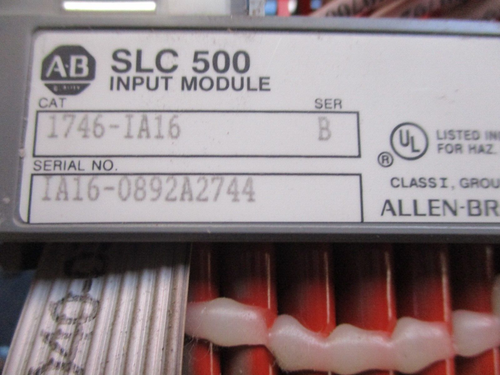 A·B
SLC 500
INPUT MODULE
CAT SER
1746-IA16 B
SERIAL NO.
IA16-0892A2744
UL ®
LISTED IN
FOR HAZ.
CLASS I, GROU
ALLEN-BR